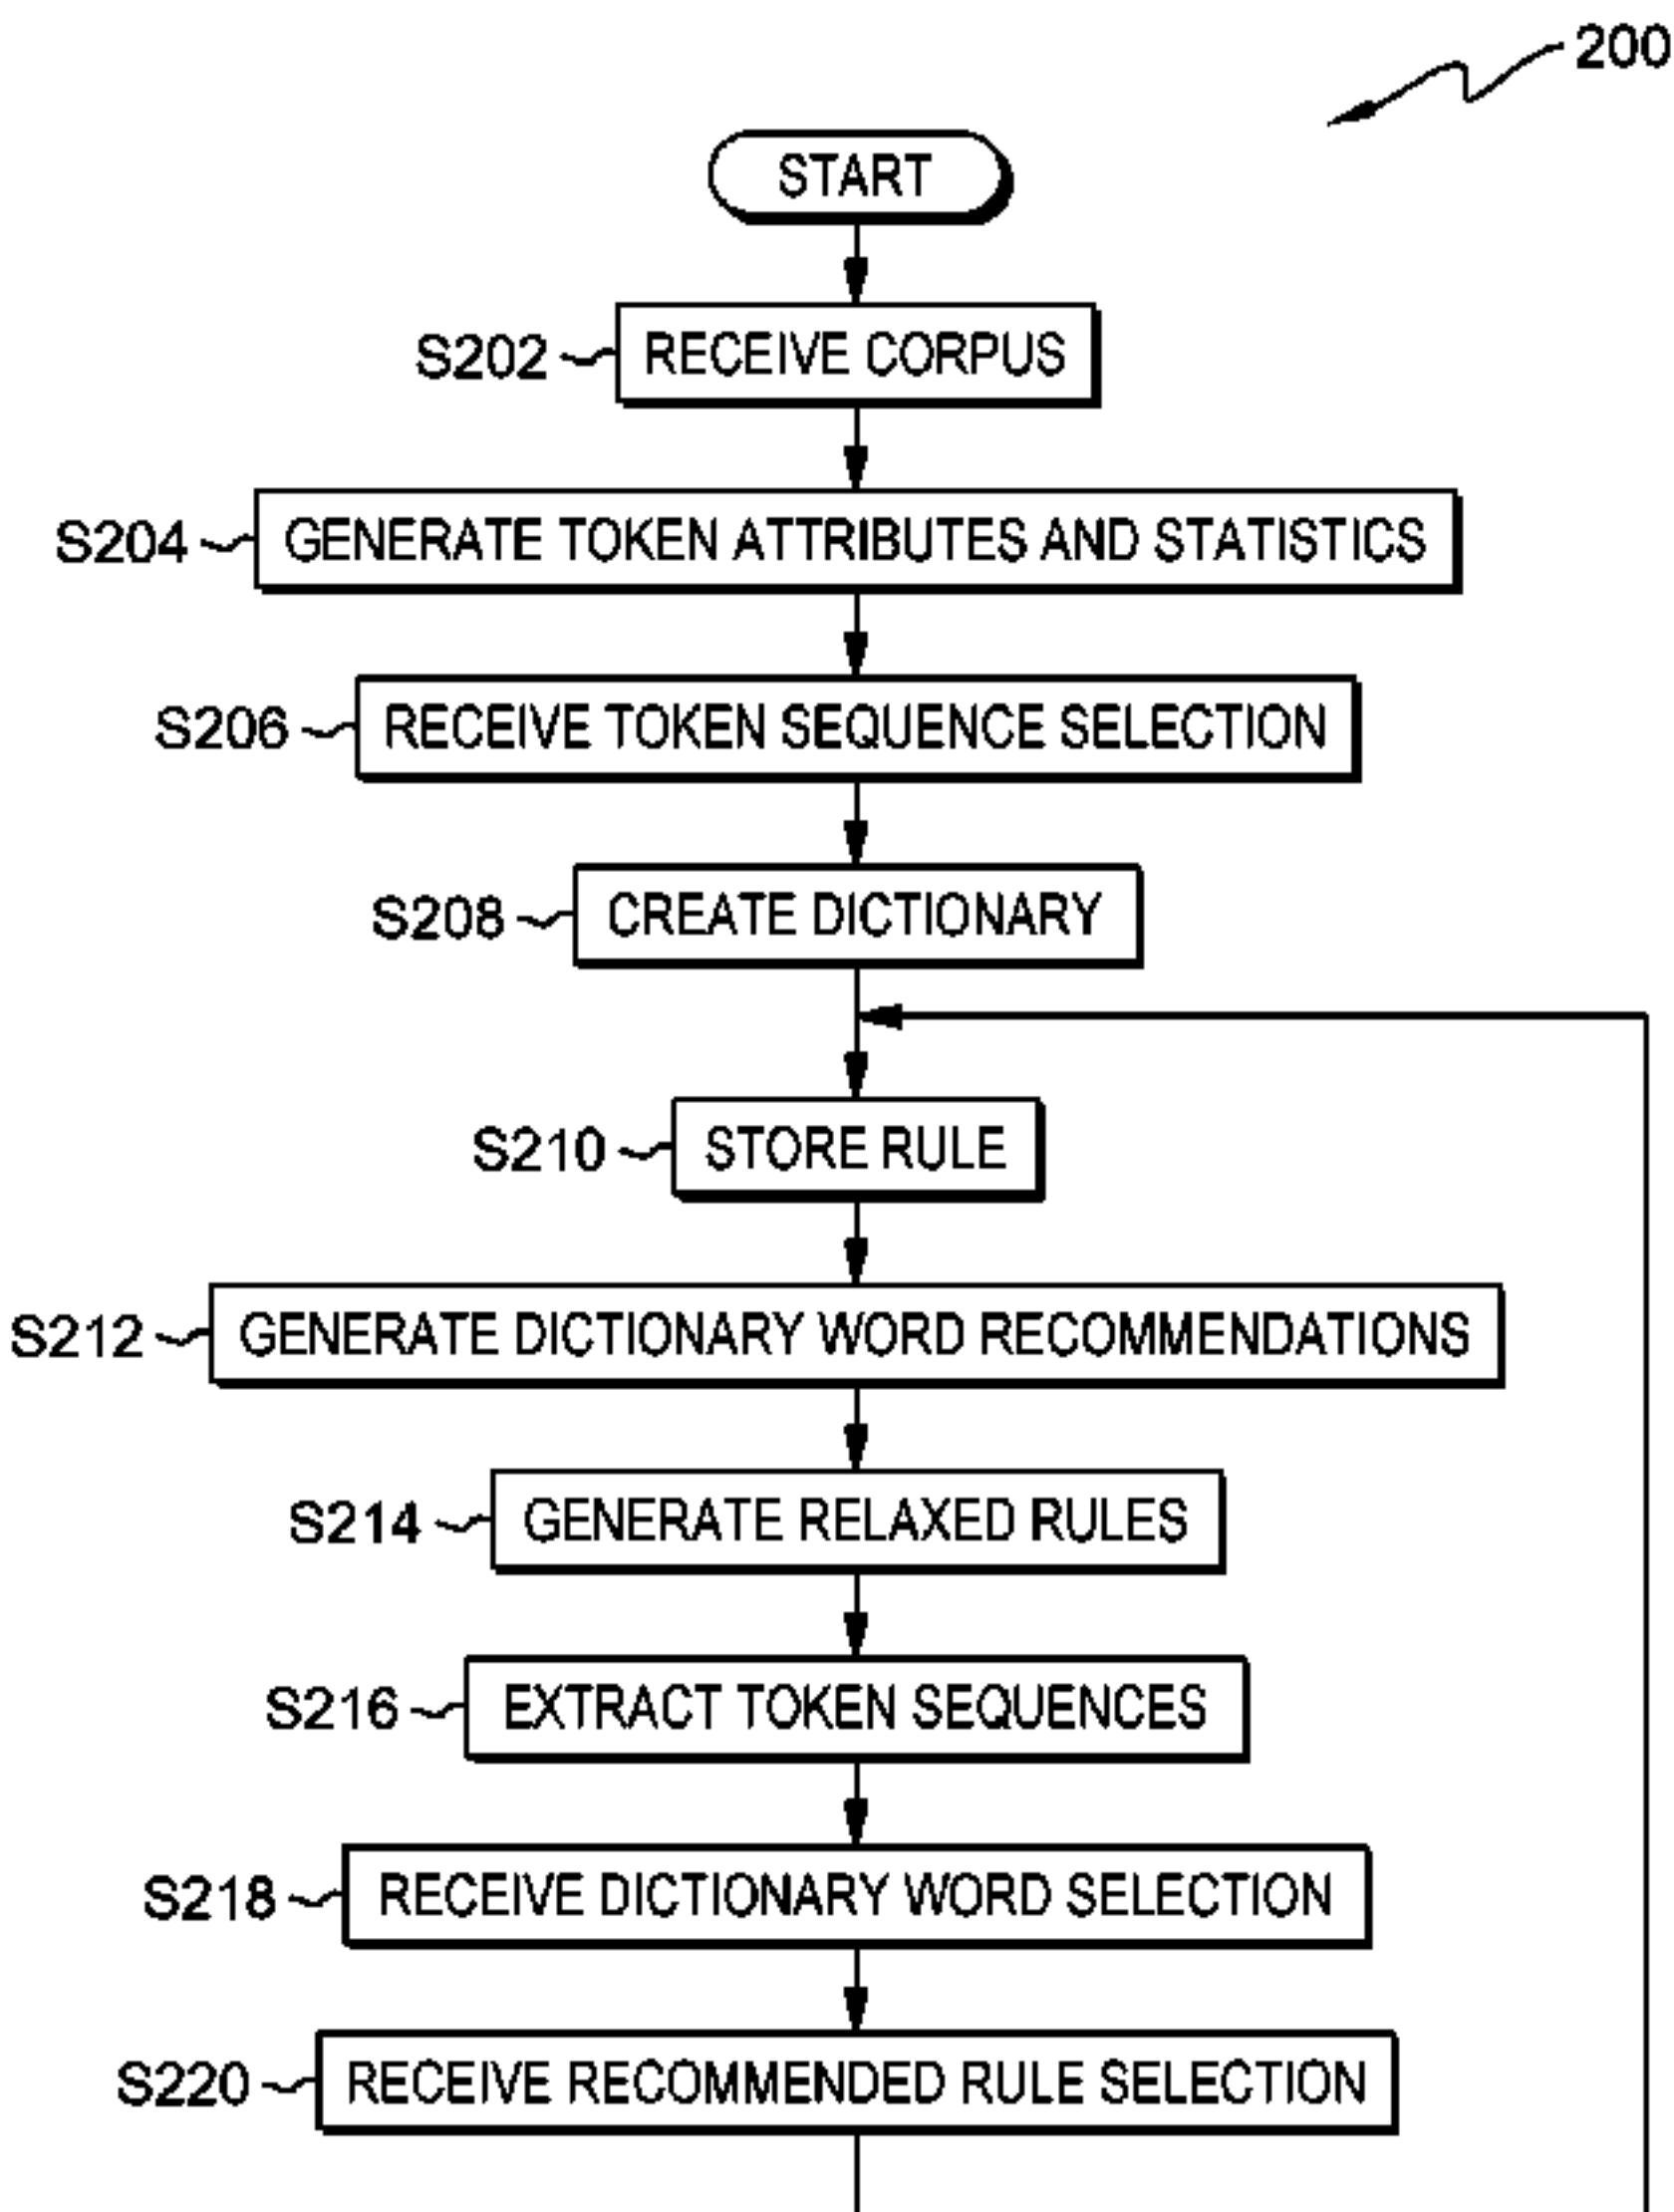 200
START
S202 RECEIVE CORPUS
S204 GENERATE TOKEN ATTRIBUTES AND STATISTICS
S206 RECEIVE TOKEN SEQUENCE SELECTION
S208 CREATE DICTIONARY
S210 STORE RULE
S212 GENERATE DICTIONARY WORD RECOMMENDATIONS
S214 GENERATE RELAXED RULES
S216 EXTRACT TOKEN SEQUENCES
S218 RECEIVE DICTIONARY WORD SELECTION
S220 RECEIVE RECOMMENDED RULE SELECTION